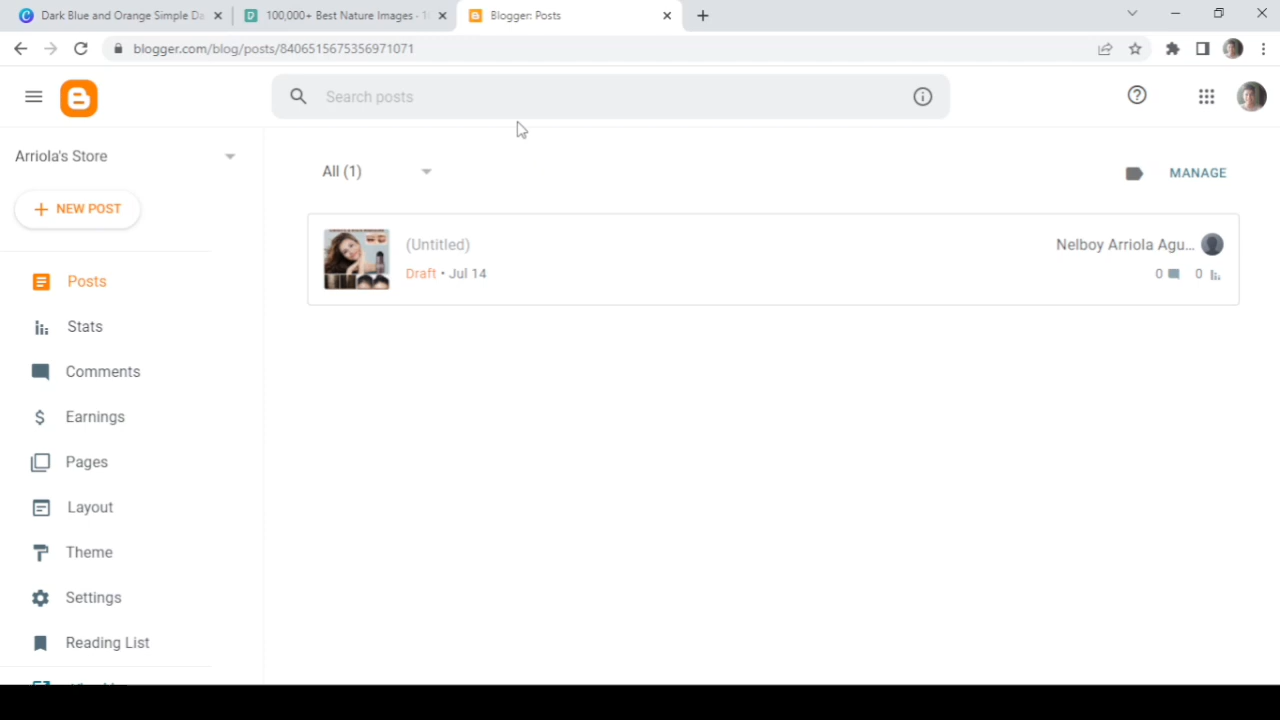 Dark Blue and Orange Simple Da
100,000+ Best Nature Images - 1
Blogger: Posts
blogger.com/blog/posts/8406515675356971071
Search posts
Arriola's Store
All (1)
MANAGE
NEW POST
(Untitled)
Nelboy Arriola Agu...
Draft • Jul 14
0
0
Posts
Stats
Comments
Earnings
Pages
Layout
Theme
Settings
Reading List